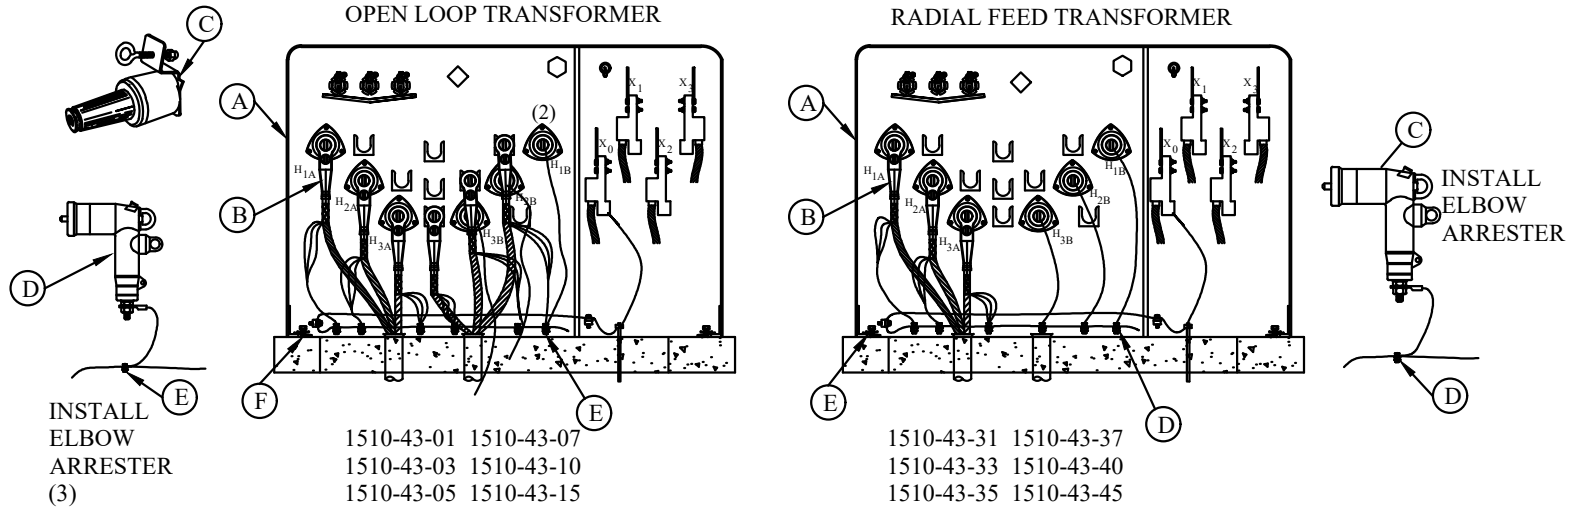 OPEN LOOP TRANSFORMER
RADIAL FEED TRANSFORMER
C
A
B
D
E
F
E
(2)
H1A
H2A
H3A
H3B
H2B
H1B
X1
X3
X0
X2
INSTALL
ELBOW
ARRESTER
(3)
1510-43-01 1510-43-07
1510-43-03 1510-43-10
1510-43-05 1510-43-15
A
B
C
E
D
D
H1A
H2A
H3A
H3B
H2B
H1B
X1
X3
X0
X2
INSTALL
ELBOW
ARRESTER
1510-43-31 1510-43-37
1510-43-33 1510-43-40
1510-43-35 1510-43-45